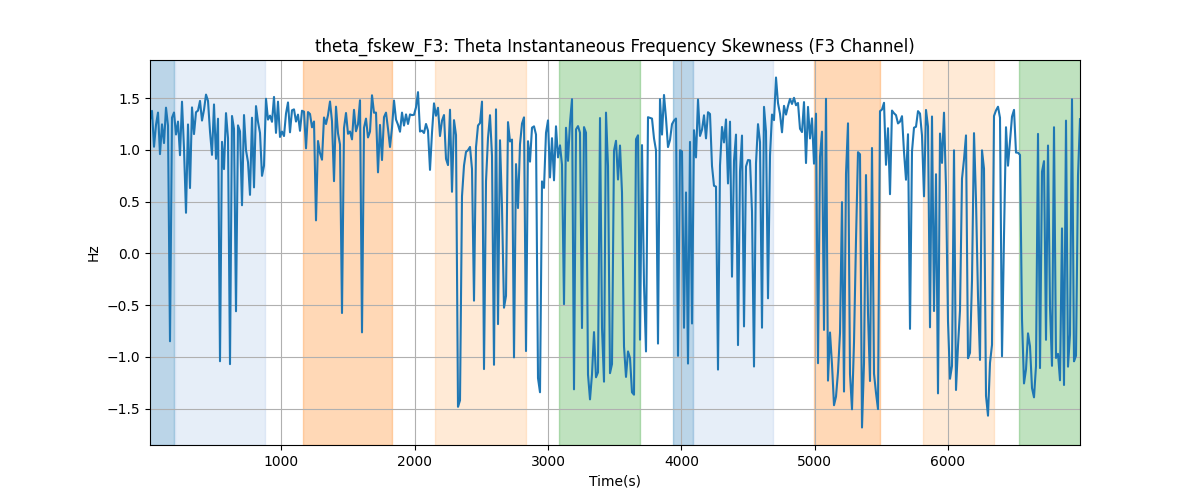 theta_fskew_F3: Theta Instantaneous Frequency Skewness (F3 Channel)
1.5
1.0
0.5
0.0
−0.5
−1.0
−1.5
Hz
1000 2000 3000 4000 5000 6000
Time(s)